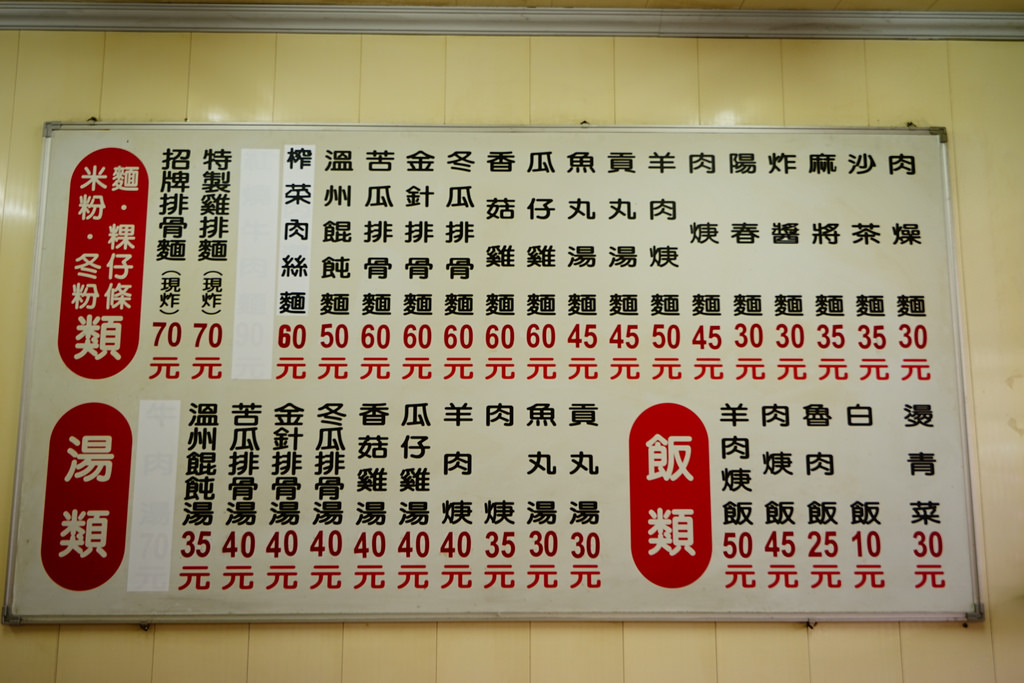 麵．粿仔條
米粉．冬粉
類
招牌排骨麵(現炸)70元
特製雞排麵(現炸)70元
榨菜肉絲麵60元
溫州餛飩麵50元
苦瓜排骨麵60元
金針排骨麵60元
冬瓜排骨麵60元
香菇雞麵60元
瓜仔雞麵60元
魚丸湯麵45元
貢丸湯麵45元
羊肉焿麵50元
肉焿麵45元
陽春麵30元
炸醬麵30元
麻將麵35元
沙茶麵35元
肉燥麵30元
湯類
溫州餛飩湯35元
苦瓜排骨湯40元
金針排骨湯40元
冬瓜排骨湯40元
香菇雞湯40元
瓜仔雞湯40元
羊肉焿40元
肉焿35元
魚丸湯30元
貢丸湯30元
飯類
羊肉焿飯50元
肉焿飯45元
魯肉飯25元
白飯10元
燙青菜30元